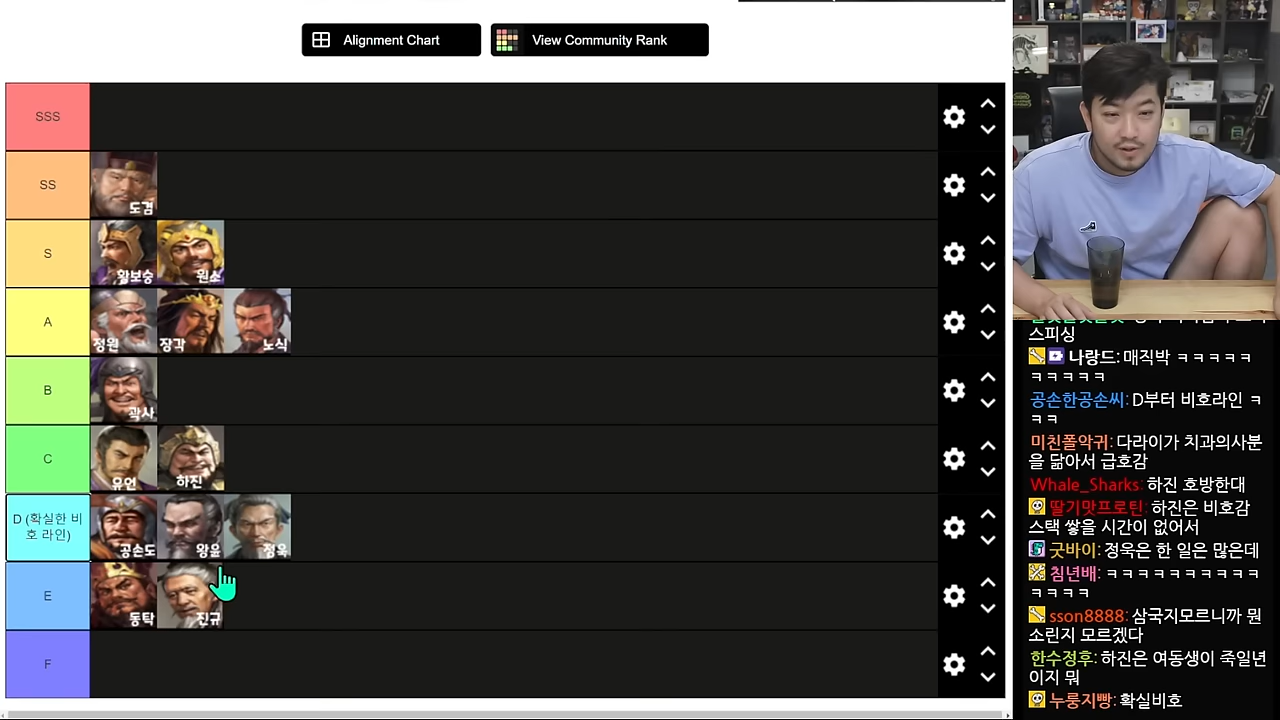 Alignment Chart
View Community Rank
SSS
SS
도겸
S
황보숭
원소
A
정원
장각
노식
B
곽사
C
유언
하진
D (확실한 비
호 라인)
공손도
왕윤
정욱
E
동탁
진규
F
스피싱
나랑드: 매직박 ㅋㅋㅋㅋㅋ
ㅋㅋㅋㅋㅋ
공손한공손씨: D부터 비호라인 ㅋ
ㅋㅋ
미친폴악귀: 다라이가 치과의사분
을 닮아서 급호감
Whale_Sharks: 하진 호방한대
딸기맛프로틴: 하진은 비호감
스택 쌓을 시간이 없어서
굿바이: 정욱은 한 일은 많은데
침년배: ㅋㅋㅋㅋㅋㅋㅋㅋㅋㅋ
ㅋㅋㅋㅋ
sson8888: 삼국지모르니까 뭔
소린지 모르겠다
한수정후: 하진은 여동생이 죽일년
이지 뭐
누룽지빵: 확실비호